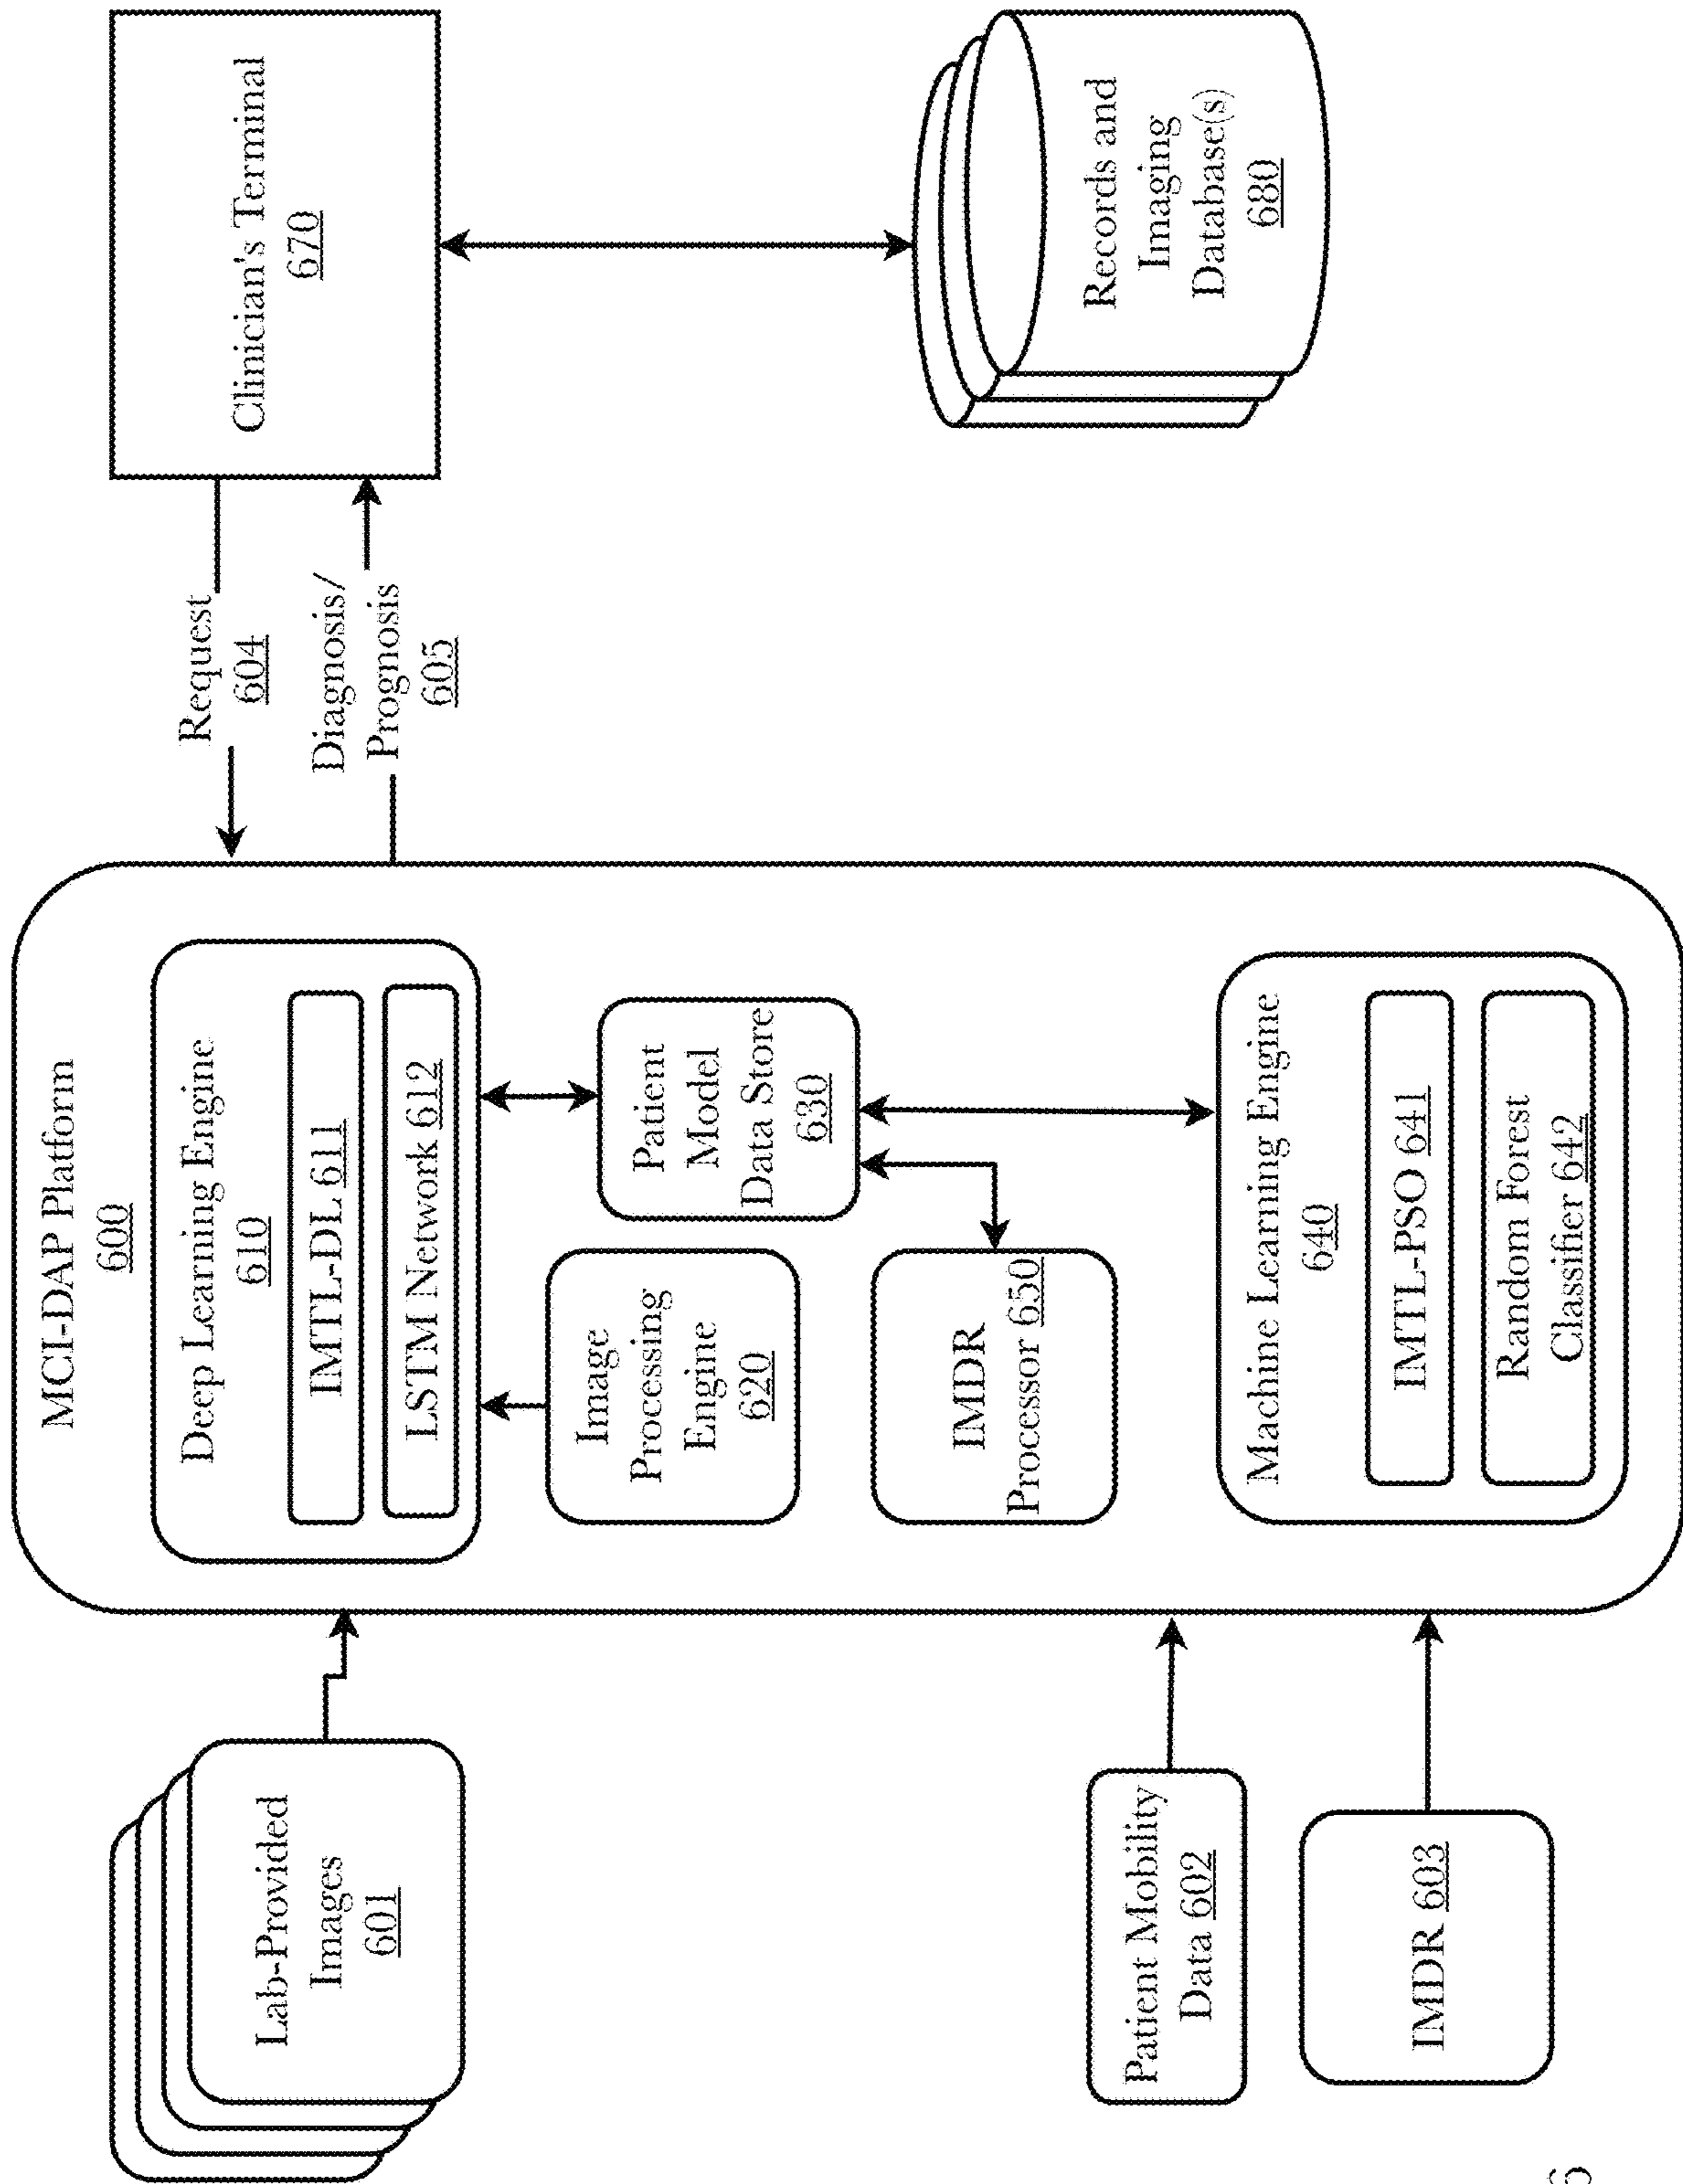 Lab-Provided
Images
601
Patient Mobility
Data 602
IMDR 603
MCI-DAP Platform
600
Deep Learning Engine
610
IMTL-DL 611
LSTM Network 612
Image
Processing
Engine
620
Patient
Model
Data Store
630
IMDR
Processor 650
Machine Learning Engine
640
IMTL-PSO 641
Random Forest
Classifier 642
Request
604
Diagnosis/
Prognosis
605
Clinician's Terminal
670
Records and
Imaging
Database(s)
680
6